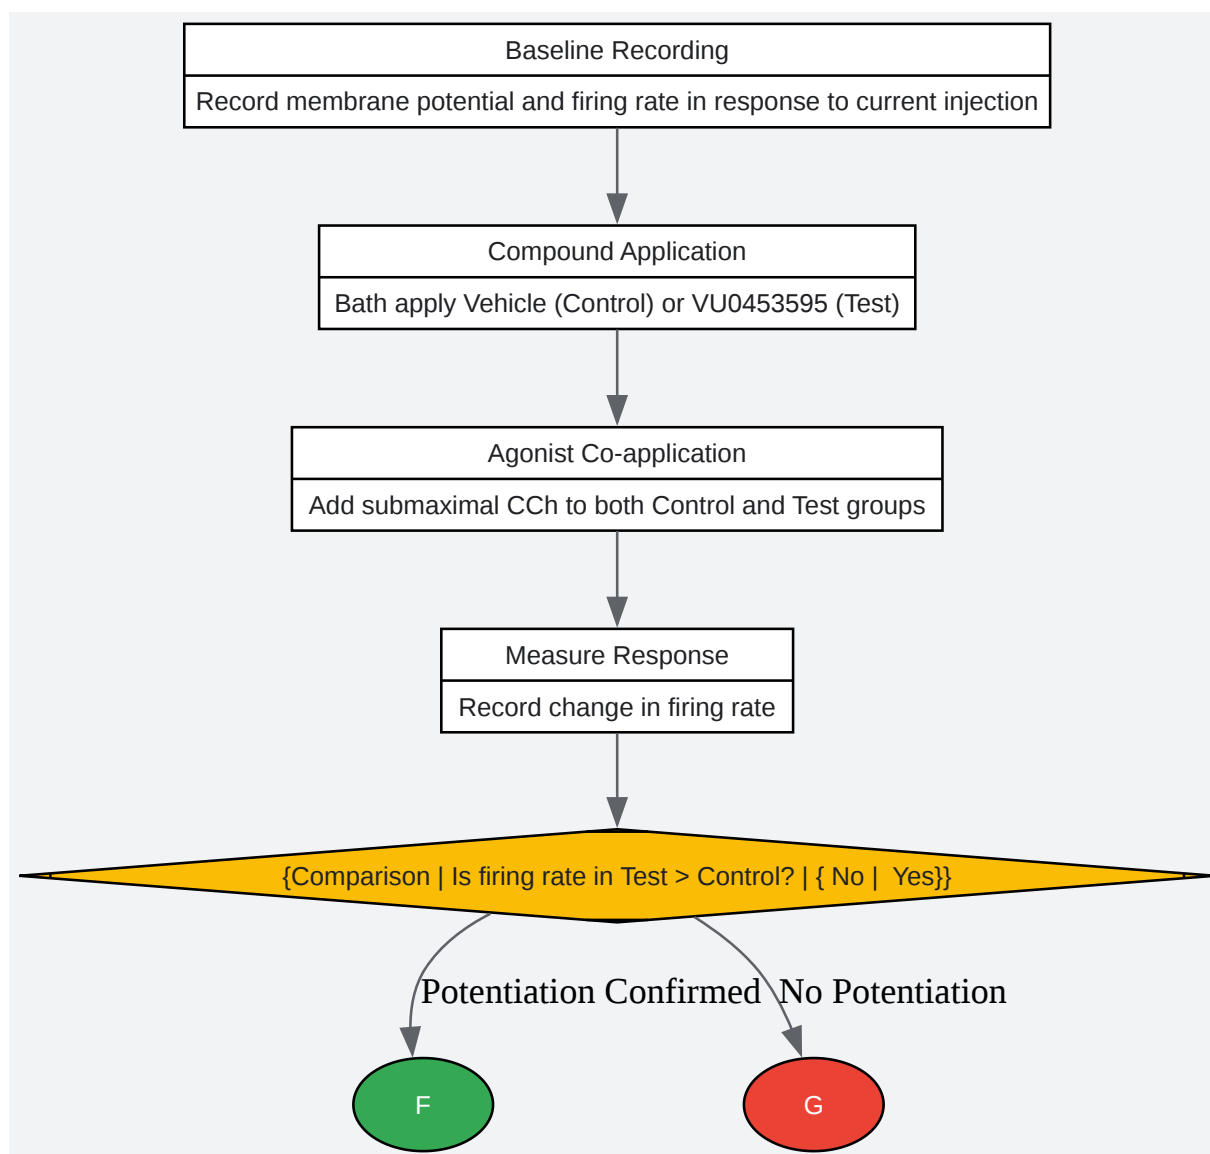 Baseline Recording
Record membrane potential and firing rate in response to current injection
Compound Application
Bath apply Vehicle (Control) or VU0453595 (Test)
Agonist Co-application
Add submaximal CCh to both Control and Test groups
Measure Response
Record change in firing rate
{Comparison | Is firing rate in Test > Control? | { No |  Yes}}
Potentiation Confirmed
No Potentiation
F
G